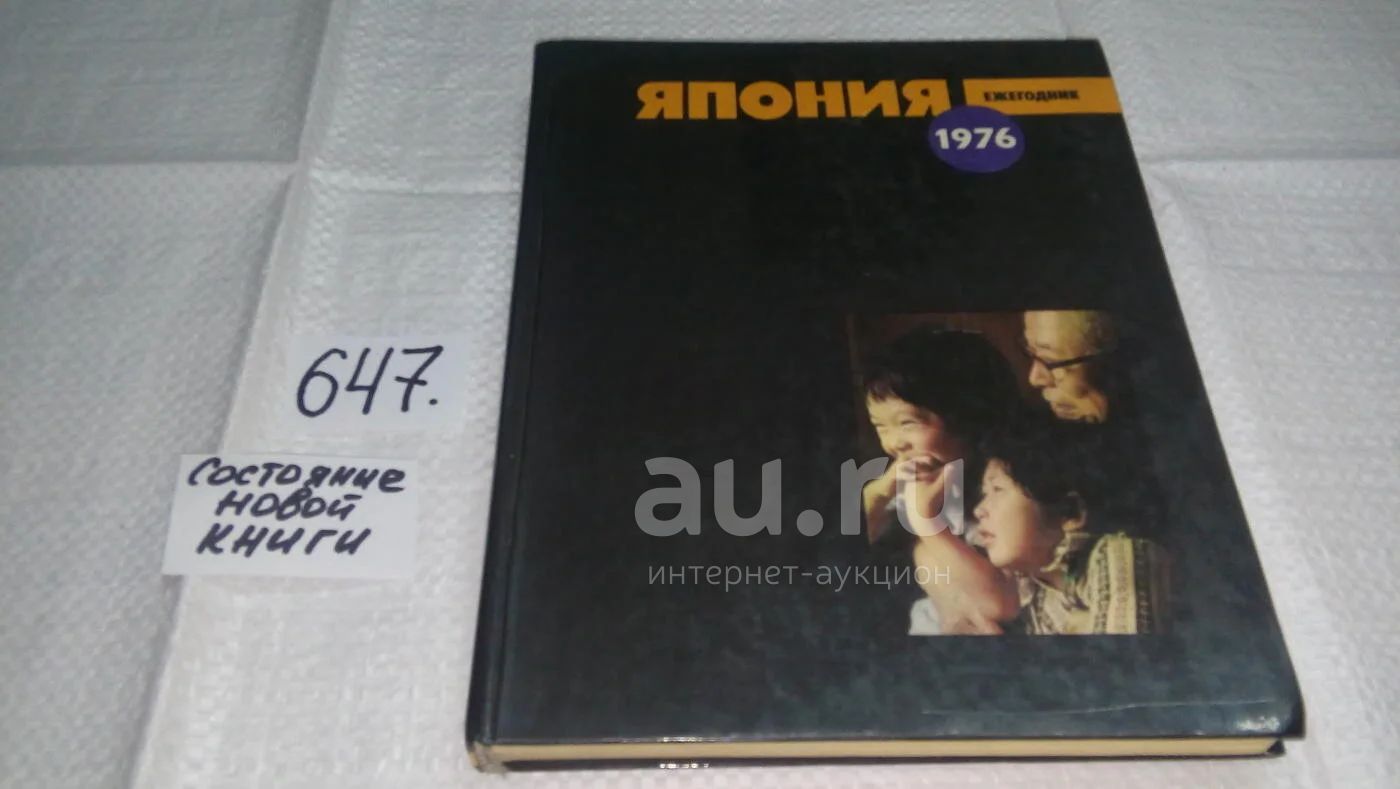 ЯПОНИЯ ЕЖЕГОДНИК
1976
647.
СОСТОЯНИЕ
НОВОЙ
КНИГИ
au.ru
интернет-аукцион